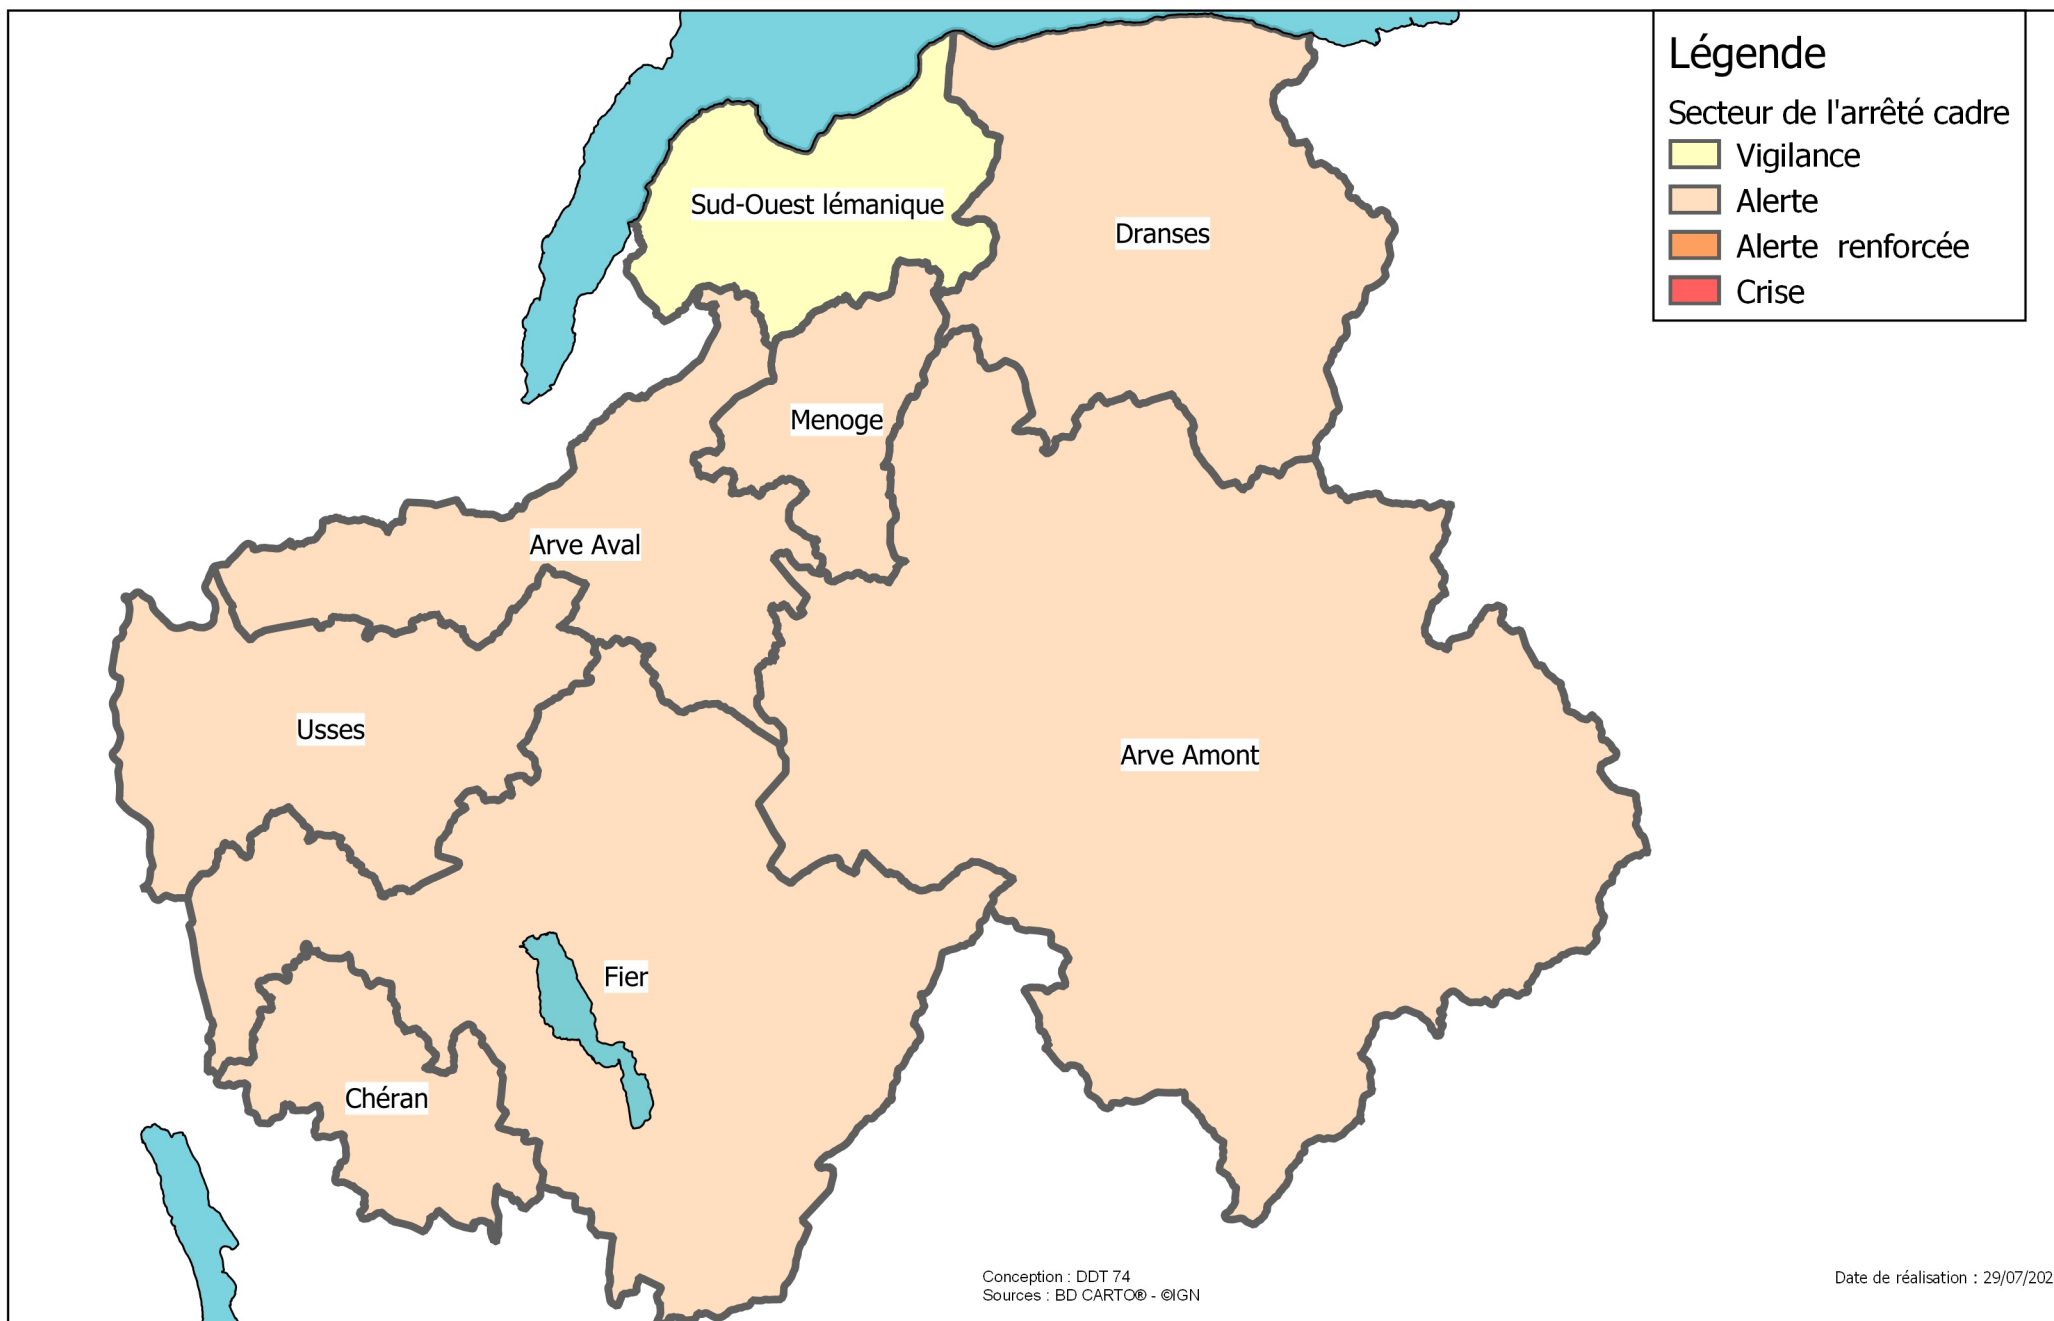 Légende
Secteur de l'arrêté cadre
Vigilance
Alerte
Alerte renforcée
Crise
Sud-Ouest lémanique
Dranses
Menoge
Arve Aval
Usses
Arve Amont
Fier
Chéran
Conception : DDT 74
Sources : BD CARTO® - ©IGN
Date de réalisation : 29/07/202